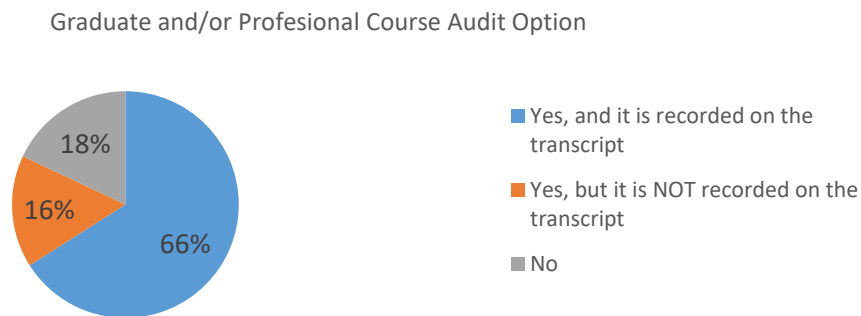 Graduate and/or Profesional Course Audit Option
18%
16%
66%
Yes, and it is recorded on the
transcript
Yes, but it is NOT recorded on the
transcript
No